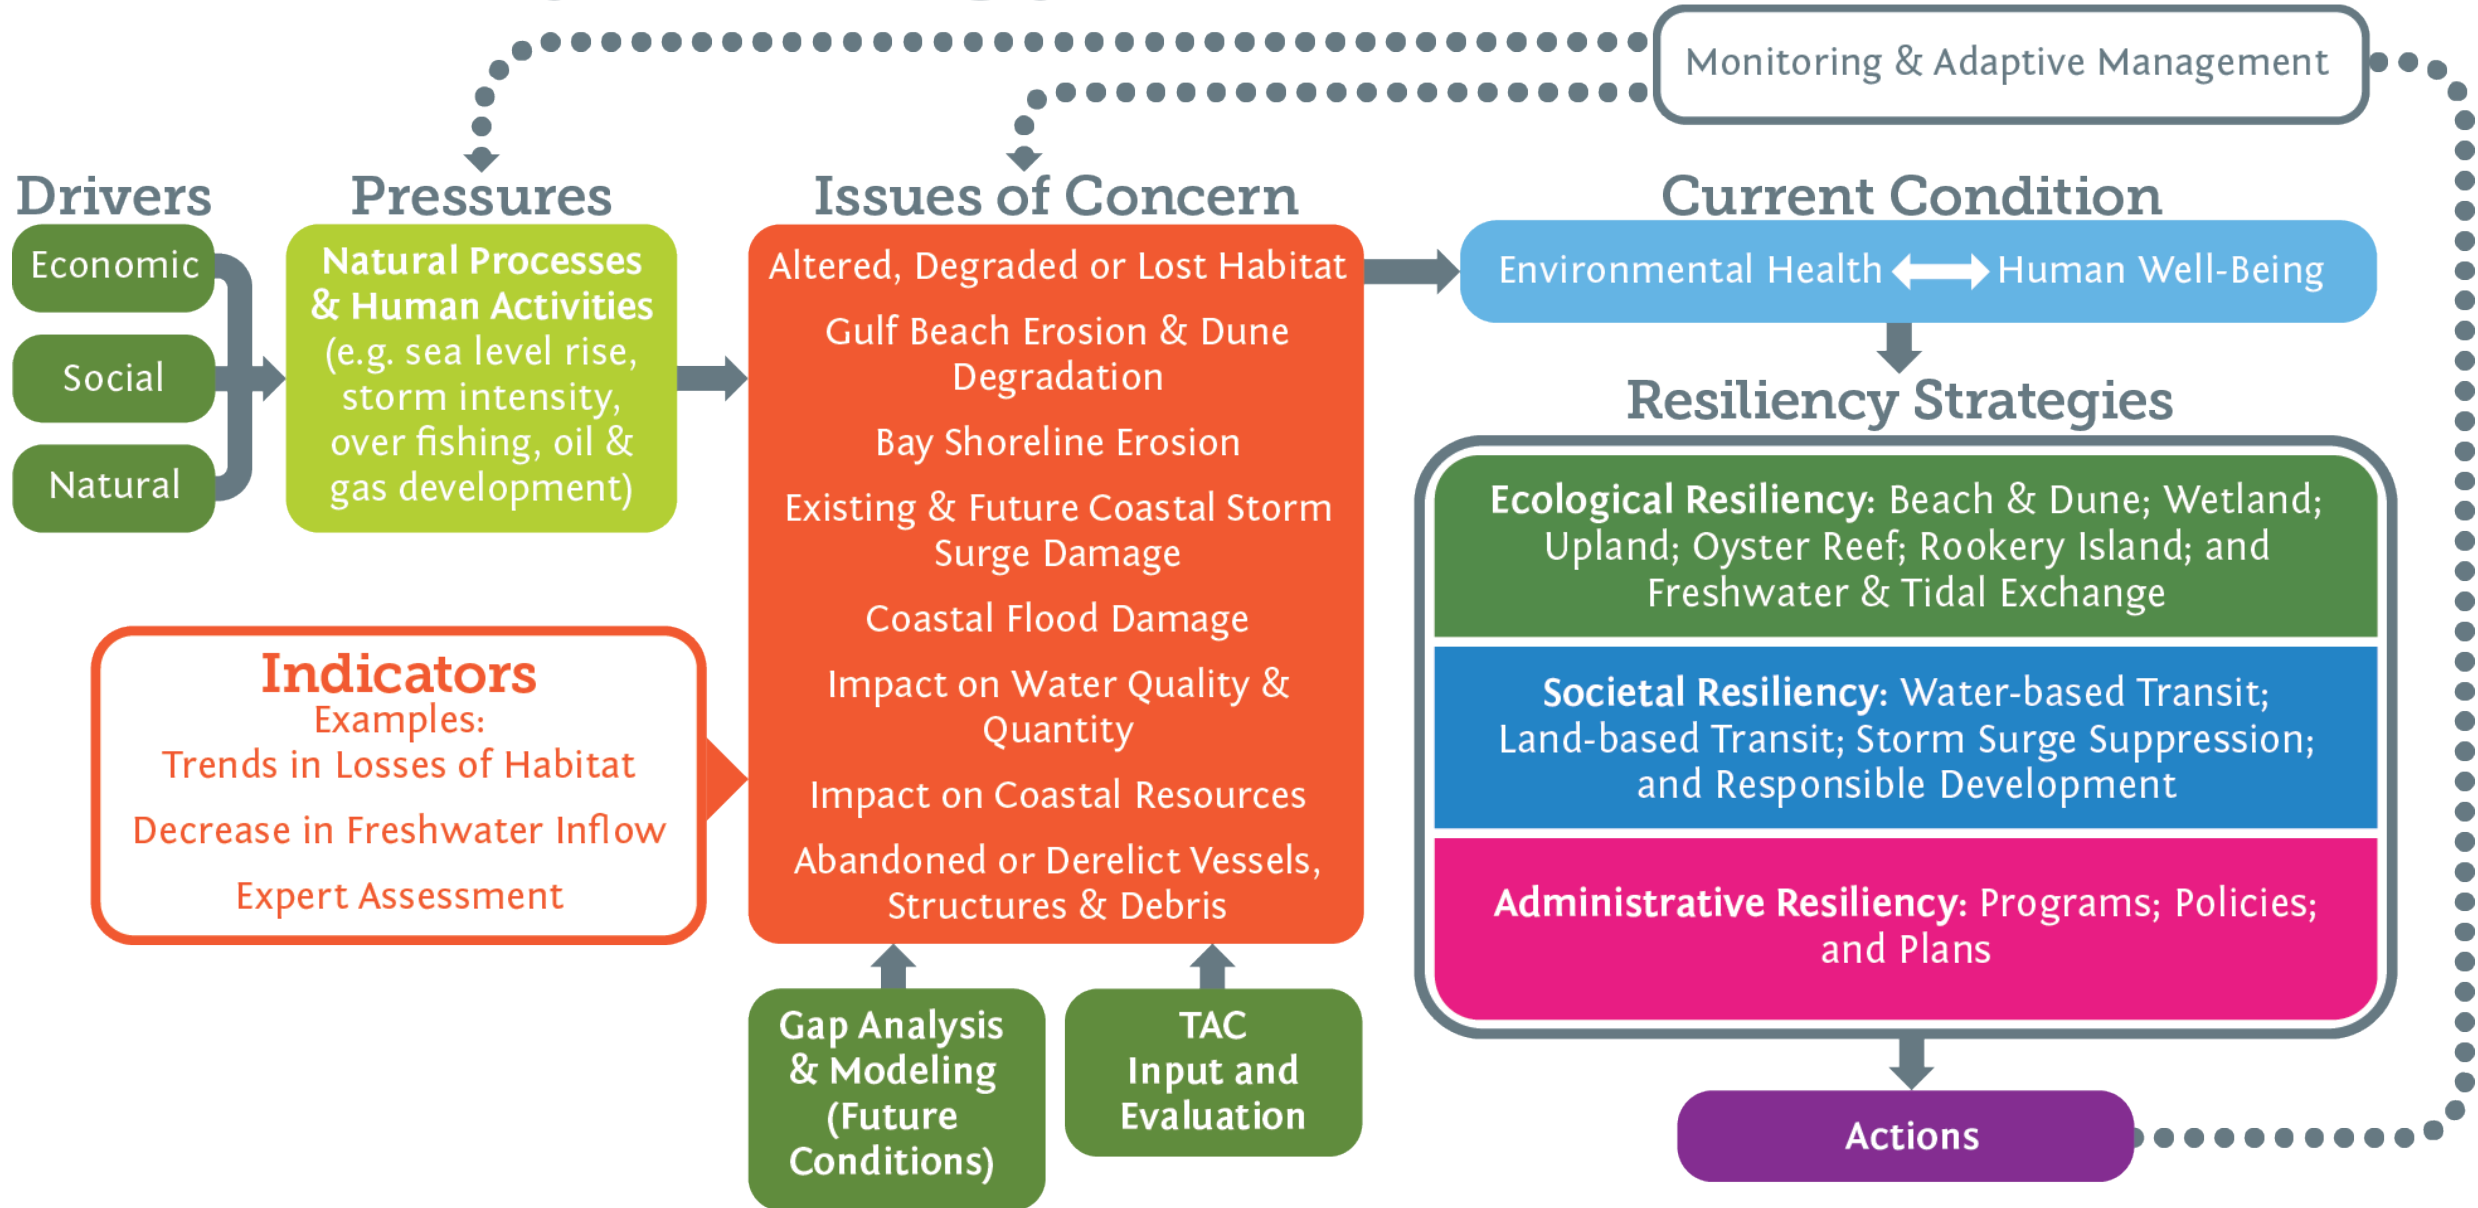 Monitoring & Adaptive Management
Drivers
Economic
Social
Natural
Pressures
Natural Processes
& Human Activities
(e.g. sea level rise,
storm intensity,
over fishing, oil &
gas development)
Indicators
Examples:
Trends in Losses of Habitat
Decrease in Freshwater Inflow
Expert Assessment
Issues of Concern
Altered, Degraded or Lost Habitat
Gulf Beach Erosion & Dune
Degradation
Bay Shoreline Erosion
Existing & Future Coastal Storm
Surge Damage
Coastal Flood Damage
Impact on Water Quality &
Quantity
Impact on Coastal Resources
Abandoned or Derelict Vessels,
Structures & Debris
Gap Analysis
& Modeling
(Future
Conditions)
TAC
Input and
Evaluation
Current Condition
Environmental Health
Human Well-Being
Resiliency Strategies
Ecological Resiliency: Beach & Dune; Wetland;
Upland; Oyster Reef; Rookery Island; and
Freshwater & Tidal Exchange
Societal Resiliency: Water-based Transit;
Land-based Transit; Storm Surge Suppression;
and Responsible Development
Administrative Resiliency: Programs; Policies;
and Plans
Actions